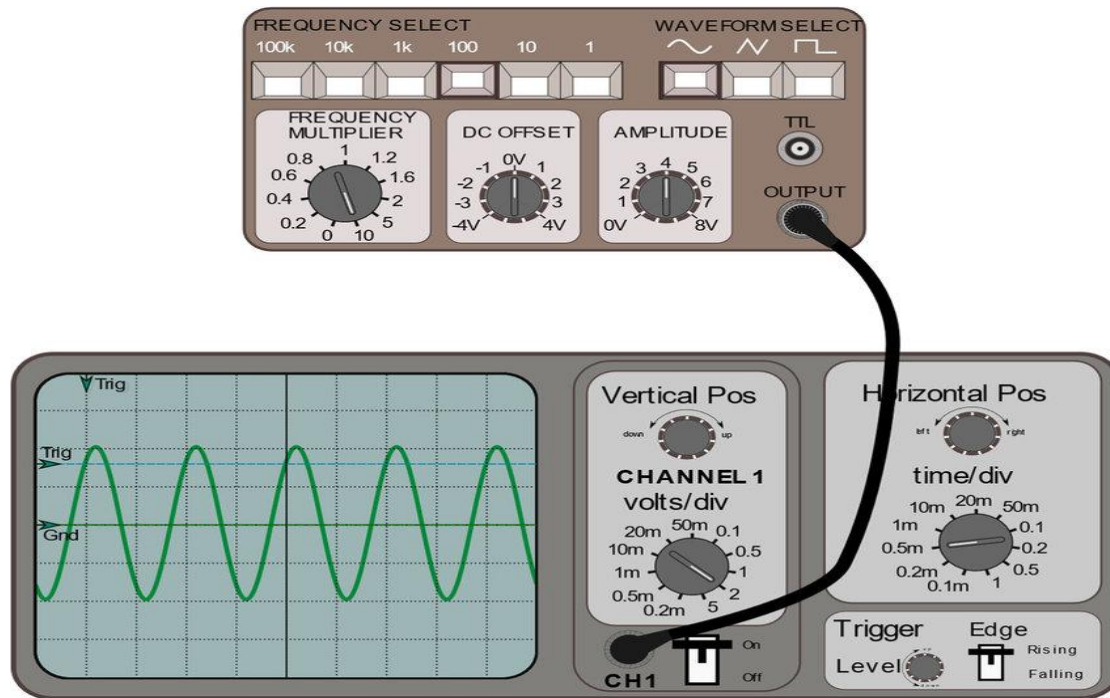 FREQUENCY SELECT
WAVEFORM SELECT
100k 10k 1k 100 10 1
FREQUENCY
MULTIPLIER
0 0.2 0.4 0.6 0.8 1 1.2 1.6 2 5 10
DC OFFSET
-4V -3 -2 -1 0V 1 2 3 4V
AMPLITUDE
0V 1 2 3 4 5 6 7 8V
TTL
OUTPUT
Trig
Trig
Gnd
Vertical Pos
down up
CHANNEL 1
volts/div
0.2m 0.5m 1m 10m 20m 50m 0.1 0.5 1 2 5
CH1
On
Off
Horizontal Pos
left right
time/div
0.1m 0.2m 0.5m 1m 10m 20m 50m 0.1 0.2 0.5 1
Trigger
Level
up
down
Edge
Rising
Falling